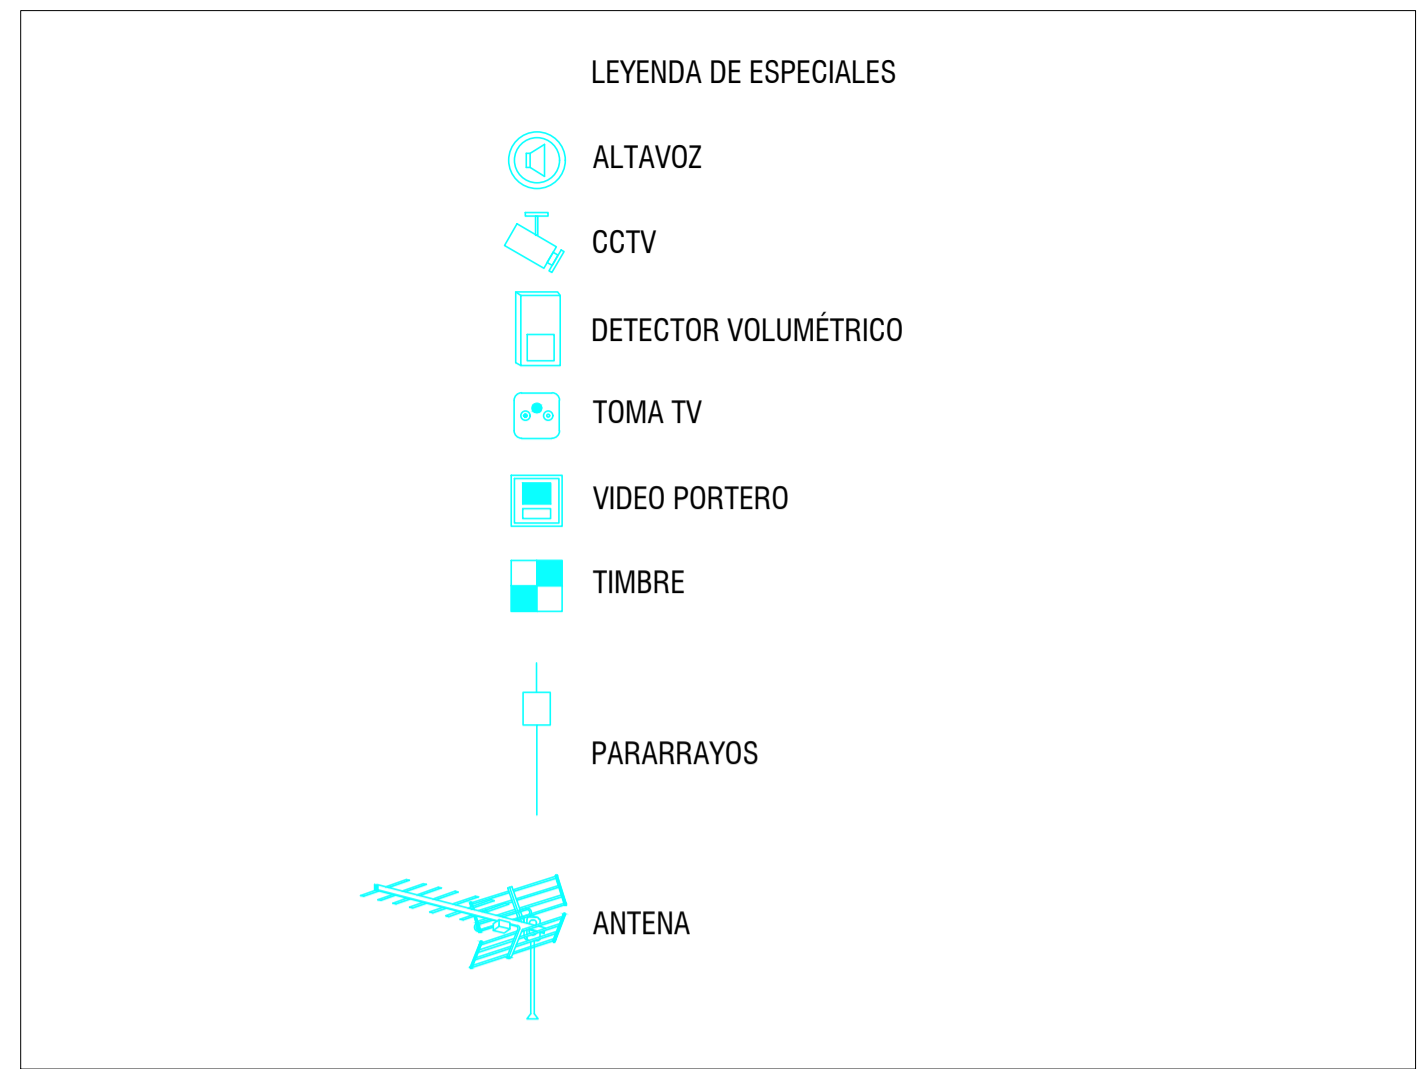 LEYENDA DE ESPECIALES
ALTAVOZ
CCTV
DETECTOR VOLUMÉTRICO
TOMA TV
VIDEO PORTERO
TIMBRE
PARARRAYOS
ANTENA